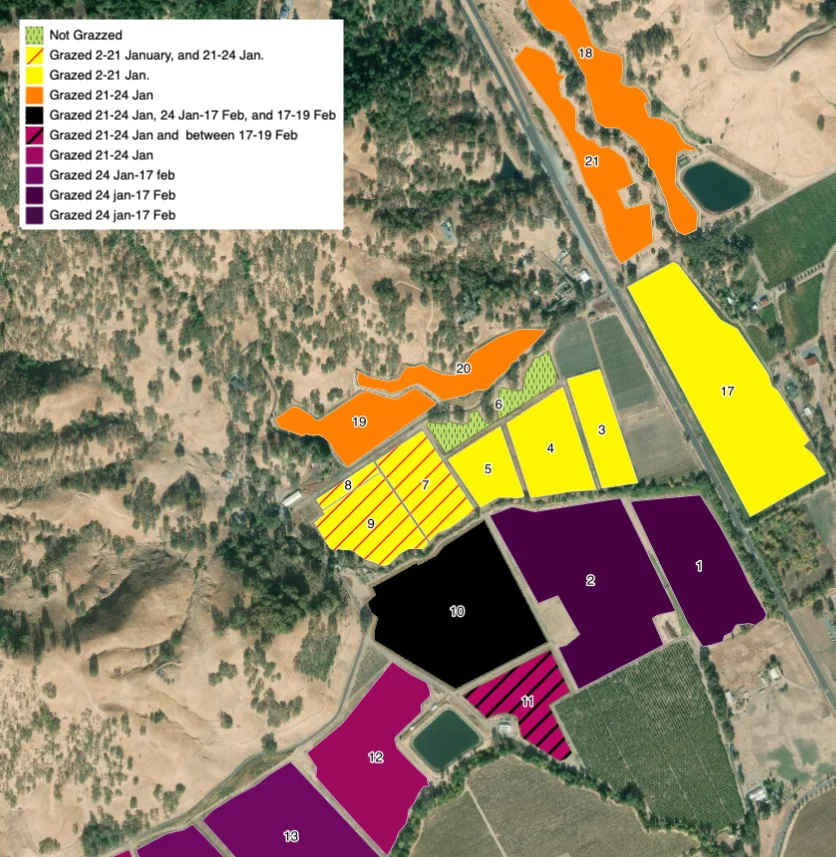 Not Grazzed
Grazed 2-21 January, and 21-24 Jan.
Grazed 2-21 Jan.
Grazed 21-24 Jan
Grazed 21-24 Jan, 24 Jan-17 Feb, and 17-19 Feb
Grazed 21-24 Jan and between 17-19 Feb
Grazed 21-24 Jan
Grazed 24 Jan-17 feb
Grazed 24 jan-17 Feb
Grazed 24 jan-17 Feb
18
21
20
17
6
19
3
4
5
8
7
9
1
2
10
11
12
13